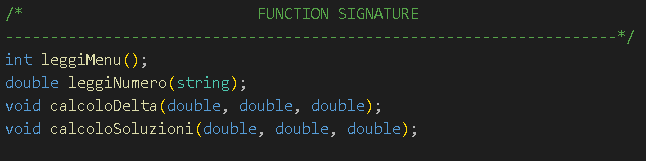 /* FUNCTION SIGNATURE
------------------------------------------------------------------*/
int leggiMenu();
double leggiNumero(string);
void calcoloDelta(double, double, double);
void calcoloSoluzioni(double, double, double);